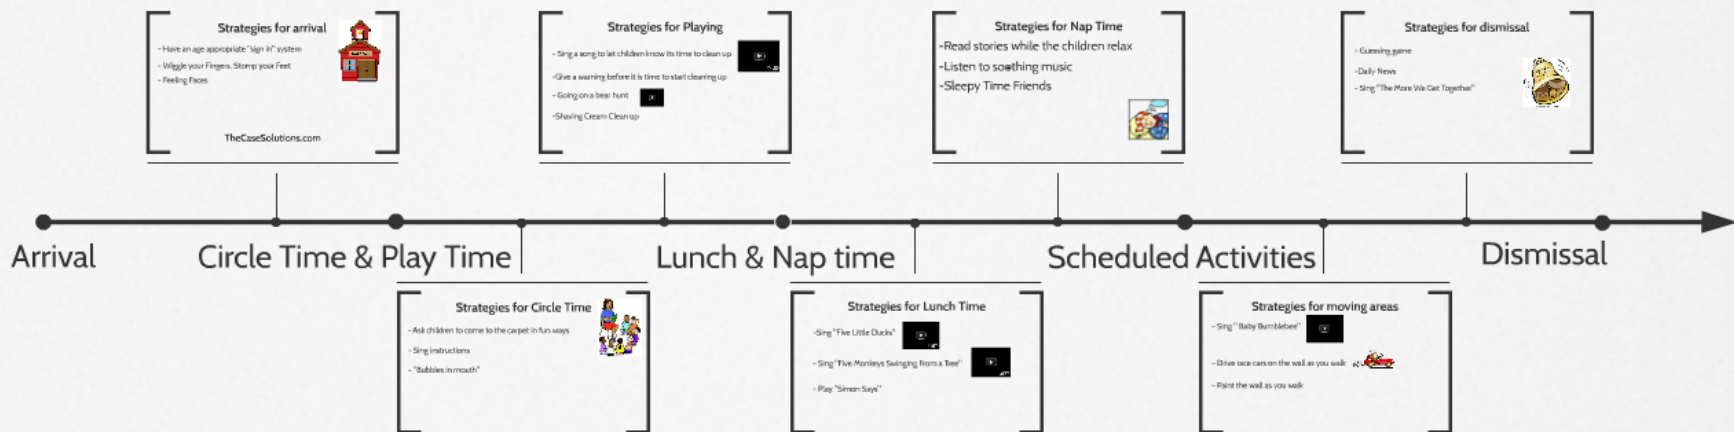 Strategies for arrival
- Have an age appropriate "sign in" system
- Wiggle your Fingers, Stomp your Feet
- Feeling Faces
TheCaseSolutions.com
Strategies for Playing
- Sing a song to let children know its time to clean up
-Give a warning before it is time to start cleaning up
- Going on a bear hunt
-Shaving Cream Clean up
Strategies for Nap Time
-Read stories while the children relax
-Listen to soothing music
-Sleepy Time Friends
Strategies for dismissal
- Guessing game
-Daily News
- Sing "The More We Get Together"
Arrival
Circle Time & Play Time
Lunch & Nap time
Scheduled Activities
Dismissal
Strategies for Circle Time
- Ask children to come to the carpet in fun ways
- Sing instructions
- "Bubbles in mouth"
Strategies for Lunch Time
-Sing "Five Little Ducks"
- Sing "Five Monkeys Swinging From a Tree"
- Play "Simon Says"
Strategies for moving areas
- Sing "Baby Bumblebee"
- Drive race cars on the wall as you walk
- Paint the wall as you walk